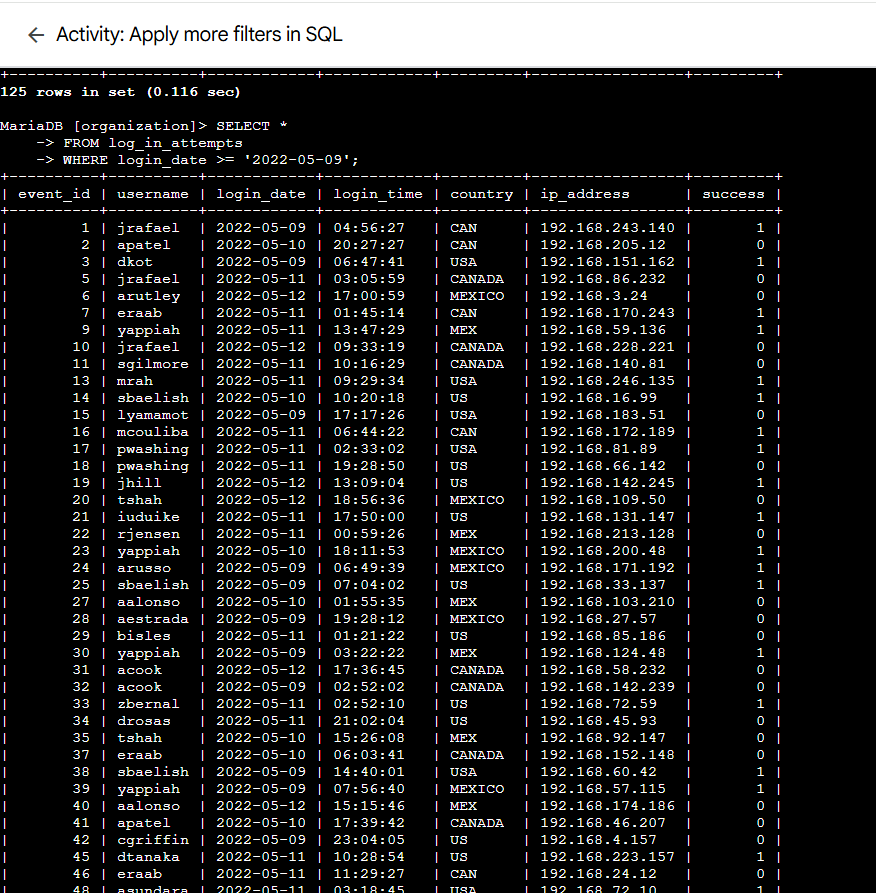 ← Activity: Apply more filters in SQL
+----------+----------+------------+------------+---------+-----------------+---------+
125 rows in set (0.116 sec)
MariaDB [organization]> SELECT *
    -> FROM log_in_attempts
    -> WHERE login_date >= '2022-05-09';
+----------+----------+------------+------------+---------+-----------------+---------+
| event_id | username | login_date | login_time | country | ip_address      | success |
+----------+----------+------------+------------+---------+-----------------+---------+
|        1 | jrafael  | 2022-05-09 | 04:56:27   | CAN     | 192.168.243.140 |       1 |
|        2 | apatel   | 2022-05-10 | 20:27:27   | CAN     | 192.168.205.12  |       0 |
|        3 | dkot     | 2022-05-09 | 06:47:41   | USA     | 192.168.151.162 |       1 |
|        5 | jrafael  | 2022-05-11 | 03:05:59   | CANADA  | 192.168.86.232  |       0 |
|        6 | arutley  | 2022-05-12 | 17:00:59   | MEXICO  | 192.168.3.24    |       0 |
|        7 | eraab    | 2022-05-11 | 01:45:14   | CAN     | 192.168.170.243 |       1 |
|        9 | yappiah  | 2022-05-11 | 13:47:29   | MEX     | 192.168.59.136  |       1 |
|       10 | jrafael  | 2022-05-12 | 09:33:19   | CANADA  | 192.168.228.221 |       0 |
|       11 | sgilmore | 2022-05-11 | 10:16:29   | CANADA  | 192.168.140.81  |       0 |
|       13 | mrah     | 2022-05-11 | 09:29:34   | USA     | 192.168.246.135 |       1 |
|       14 | sbaelish | 2022-05-10 | 10:20:18   | US      | 192.168.16.99   |       1 |
|       15 | lyamamot | 2022-05-09 | 17:17:26   | USA     | 192.168.183.51  |       0 |
|       16 | mcouliba | 2022-05-11 | 06:44:22   | CAN     | 192.168.172.189 |       1 |
|       17 | pwashing | 2022-05-11 | 02:33:02   | USA     | 192.168.81.89   |       1 |
|       18 | pwashing | 2022-05-11 | 19:28:50   | US      | 192.168.66.142  |       0 |
|       19 | jhill    | 2022-05-12 | 13:09:04   | US      | 192.168.142.245 |       1 |
|       20 | tshah    | 2022-05-12 | 18:56:36   | MEXICO  | 192.168.109.50  |       0 |
|       21 | iuduike  | 2022-05-11 | 17:50:00   | US      | 192.168.131.147 |       1 |
|       22 | rjensen  | 2022-05-11 | 00:59:26   | MEX     | 192.168.213.128 |       0 |
|       23 | yappiah  | 2022-05-10 | 18:11:53   | MEXICO  | 192.168.200.48  |       1 |
|       24 | arusso   | 2022-05-09 | 06:49:39   | MEXICO  | 192.168.171.192 |       1 |
|       25 | sbaelish | 2022-05-09 | 07:04:02   | US      | 192.168.33.137  |       1 |
|       27 | aalonso  | 2022-05-10 | 01:55:35   | MEX     | 192.168.103.210 |       0 |
|       28 | aestrada | 2022-05-09 | 19:28:12   | MEXICO  | 192.168.27.57   |       0 |
|       29 | bisles   | 2022-05-11 | 01:21:22   | US      | 192.168.85.186  |       0 |
|       30 | yappiah  | 2022-05-09 | 03:22:22   | MEX     | 192.168.124.48  |       1 |
|       31 | acook    | 2022-05-12 | 17:36:45   | CANADA  | 192.168.58.232  |       0 |
|       32 | acook    | 2022-05-09 | 02:52:02   | CANADA  | 192.168.142.239 |       0 |
|       33 | zbernal  | 2022-05-11 | 02:52:10   | US      | 192.168.72.59   |       1 |
|       34 | drosas   | 2022-05-11 | 21:02:04   | US      | 192.168.45.93   |       0 |
|       35 | tshah    | 2022-05-10 | 15:26:08   | MEX     | 192.168.92.147  |       0 |
|       37 | eraab    | 2022-05-10 | 06:03:41   | CANADA  | 192.168.152.148 |       0 |
|       38 | sbaelish | 2022-05-09 | 14:40:01   | USA     | 192.168.60.42   |       1 |
|       39 | yappiah  | 2022-05-09 | 07:56:40   | MEXICO  | 192.168.57.115  |       1 |
|       40 | aalonso  | 2022-05-12 | 15:15:46   | MEX     | 192.168.174.186 |       0 |
|       41 | apatel   | 2022-05-10 | 17:39:42   | CANADA  | 192.168.46.207  |       0 |
|       42 | cgriffin | 2022-05-09 | 23:04:05   | US      | 192.168.4.157   |       0 |
|       45 | dtanaka  | 2022-05-11 | 10:28:54   | US      | 192.168.223.157 |       1 |
|       46 | eraab    | 2022-05-11 | 11:29:27   | CAN     | 192.168.24.12   |       0 |
|       48 | asundara | 2022-05-11 | 03:18:45   | USA     | 192.168.72.10   |       1 |